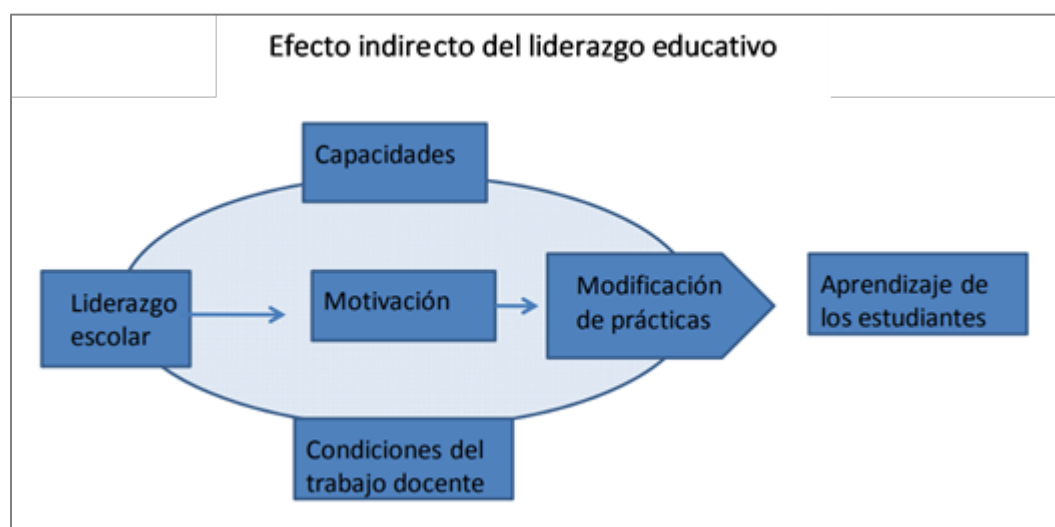 Efecto indirecto del liderazgo educativo
Capacidades
Liderazgo
escolar
Motivación
Modificación
de prácticas
Aprendizaje de
los estudiantes
Condiciones del
trabajo docente